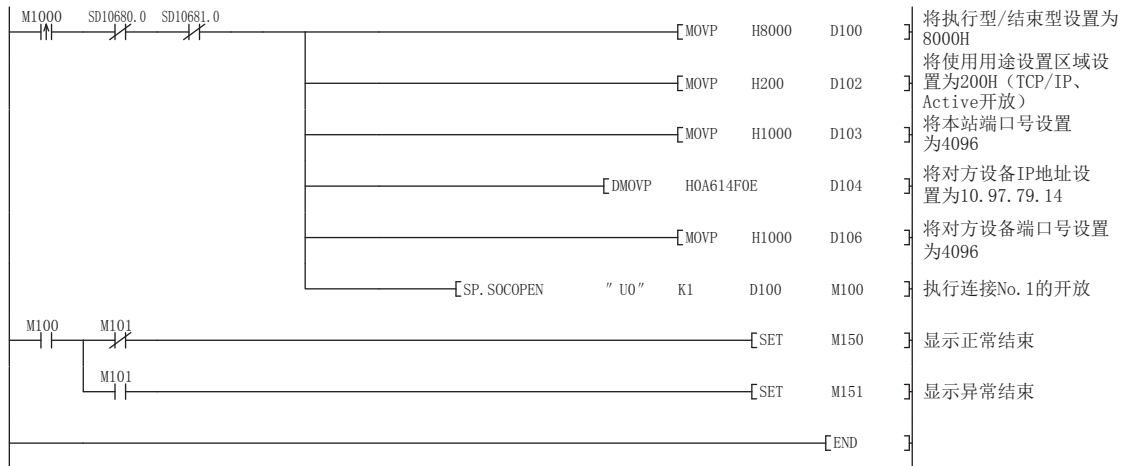 M1000 SD10680.0 SD10681.0
MOVP H8000 D100
将执行型/结束型设置为
8000H
MOVP H200 D102
将使用用途设置区域设
置为200H（TCP/IP、
Active开放）
MOVP H1000 D103
将本站端口号设置
为4096
DMOVP H0A614F0E D104
将对方设备IP地址设
置为10.97.79.14
MOVP H1000 D106
将对方设备端口号设置
为4096
SP.SOCOPEN "U0" K1 D100 M100
执行连接No.1的开放
M100 M101
SET M150
显示正常结束
M101
SET M151
显示异常结束
END